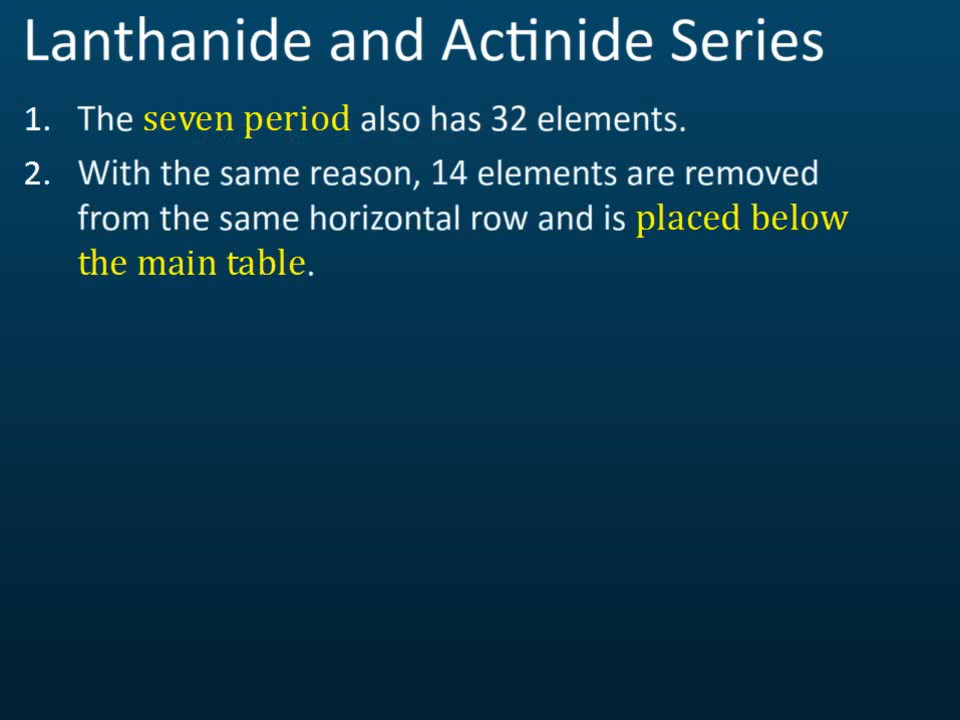 Lanthanide and Actinide Series
1. The seven period also has 32 elements.
2. With the same reason, 14 elements are removed
from the same horizontal row and is placed below
the main table.